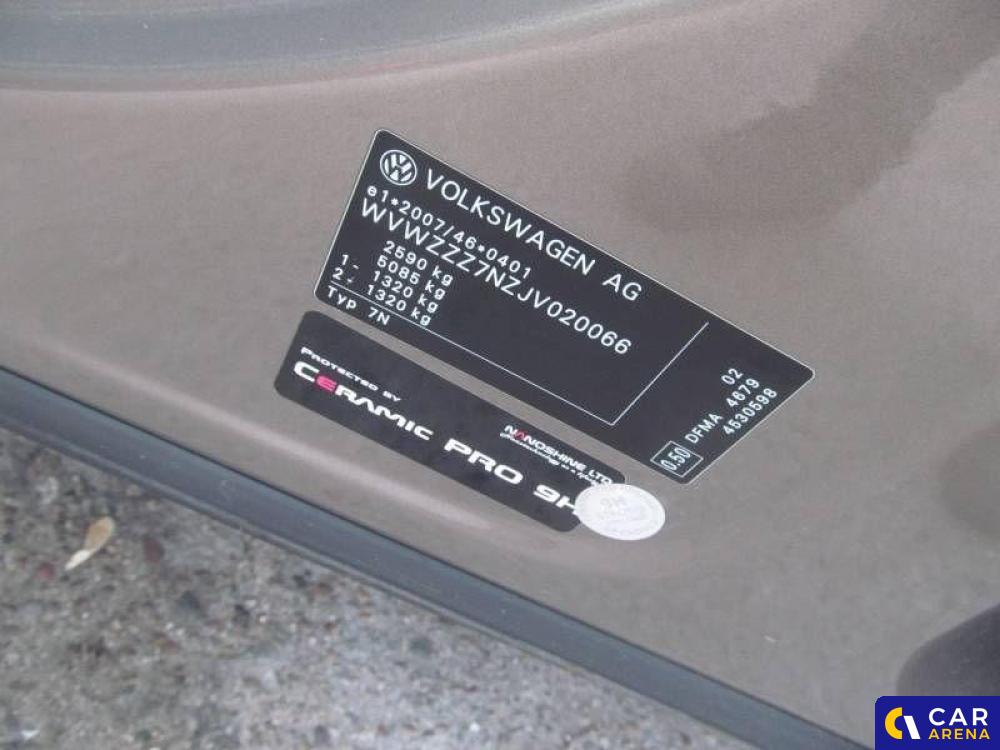 VOLKSWAGEN AG
e1*2007/46*0401
WVWZZZ7NZJV020066
2590 kg
5085 kg
1- 1320 kg
2- 1320 kg
Typ 7N
02
DFMA 4679
0.50 4530598
PROTECTED BY
CERAMIC PRO 9H
NANOSHINE LTD
9H
CAR
ARENA